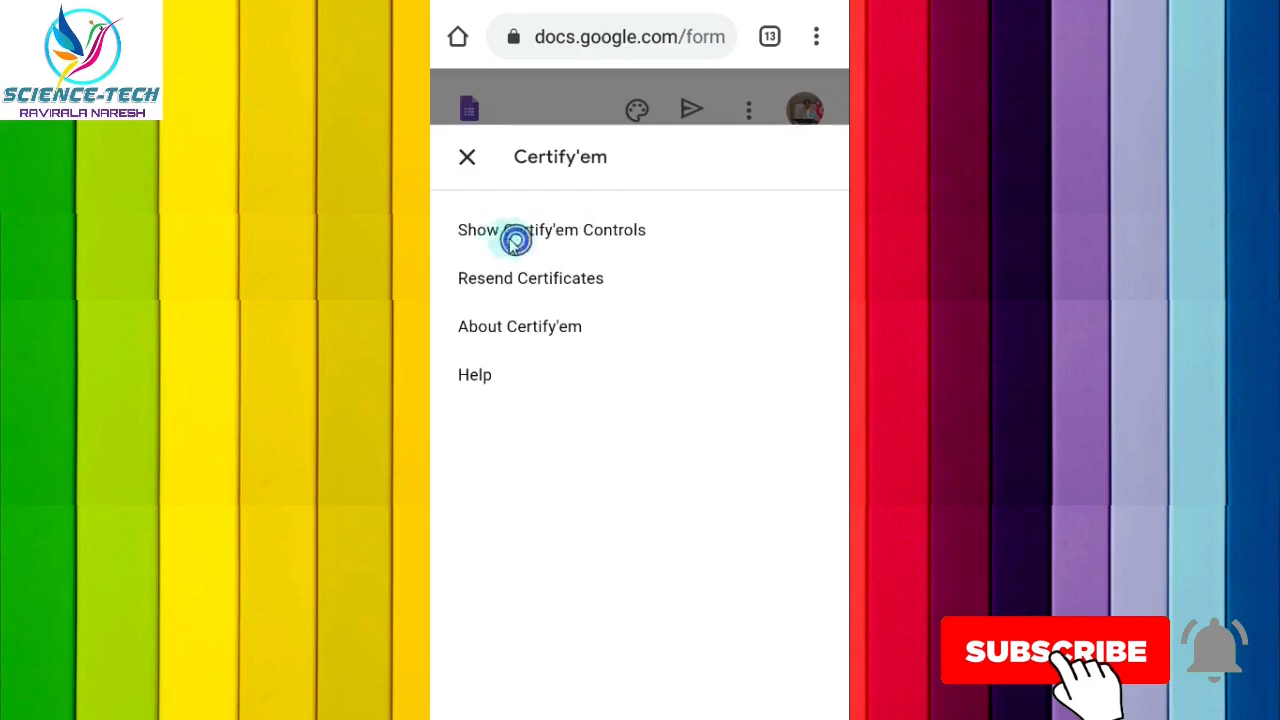 SCIENCE-TECH
RAVIRALA NARESH
docs.google.com/form
13
Certify'em
Show Certify'em Controls
Resend Certificates
About Certify'em
Help
SUBSCRIBE